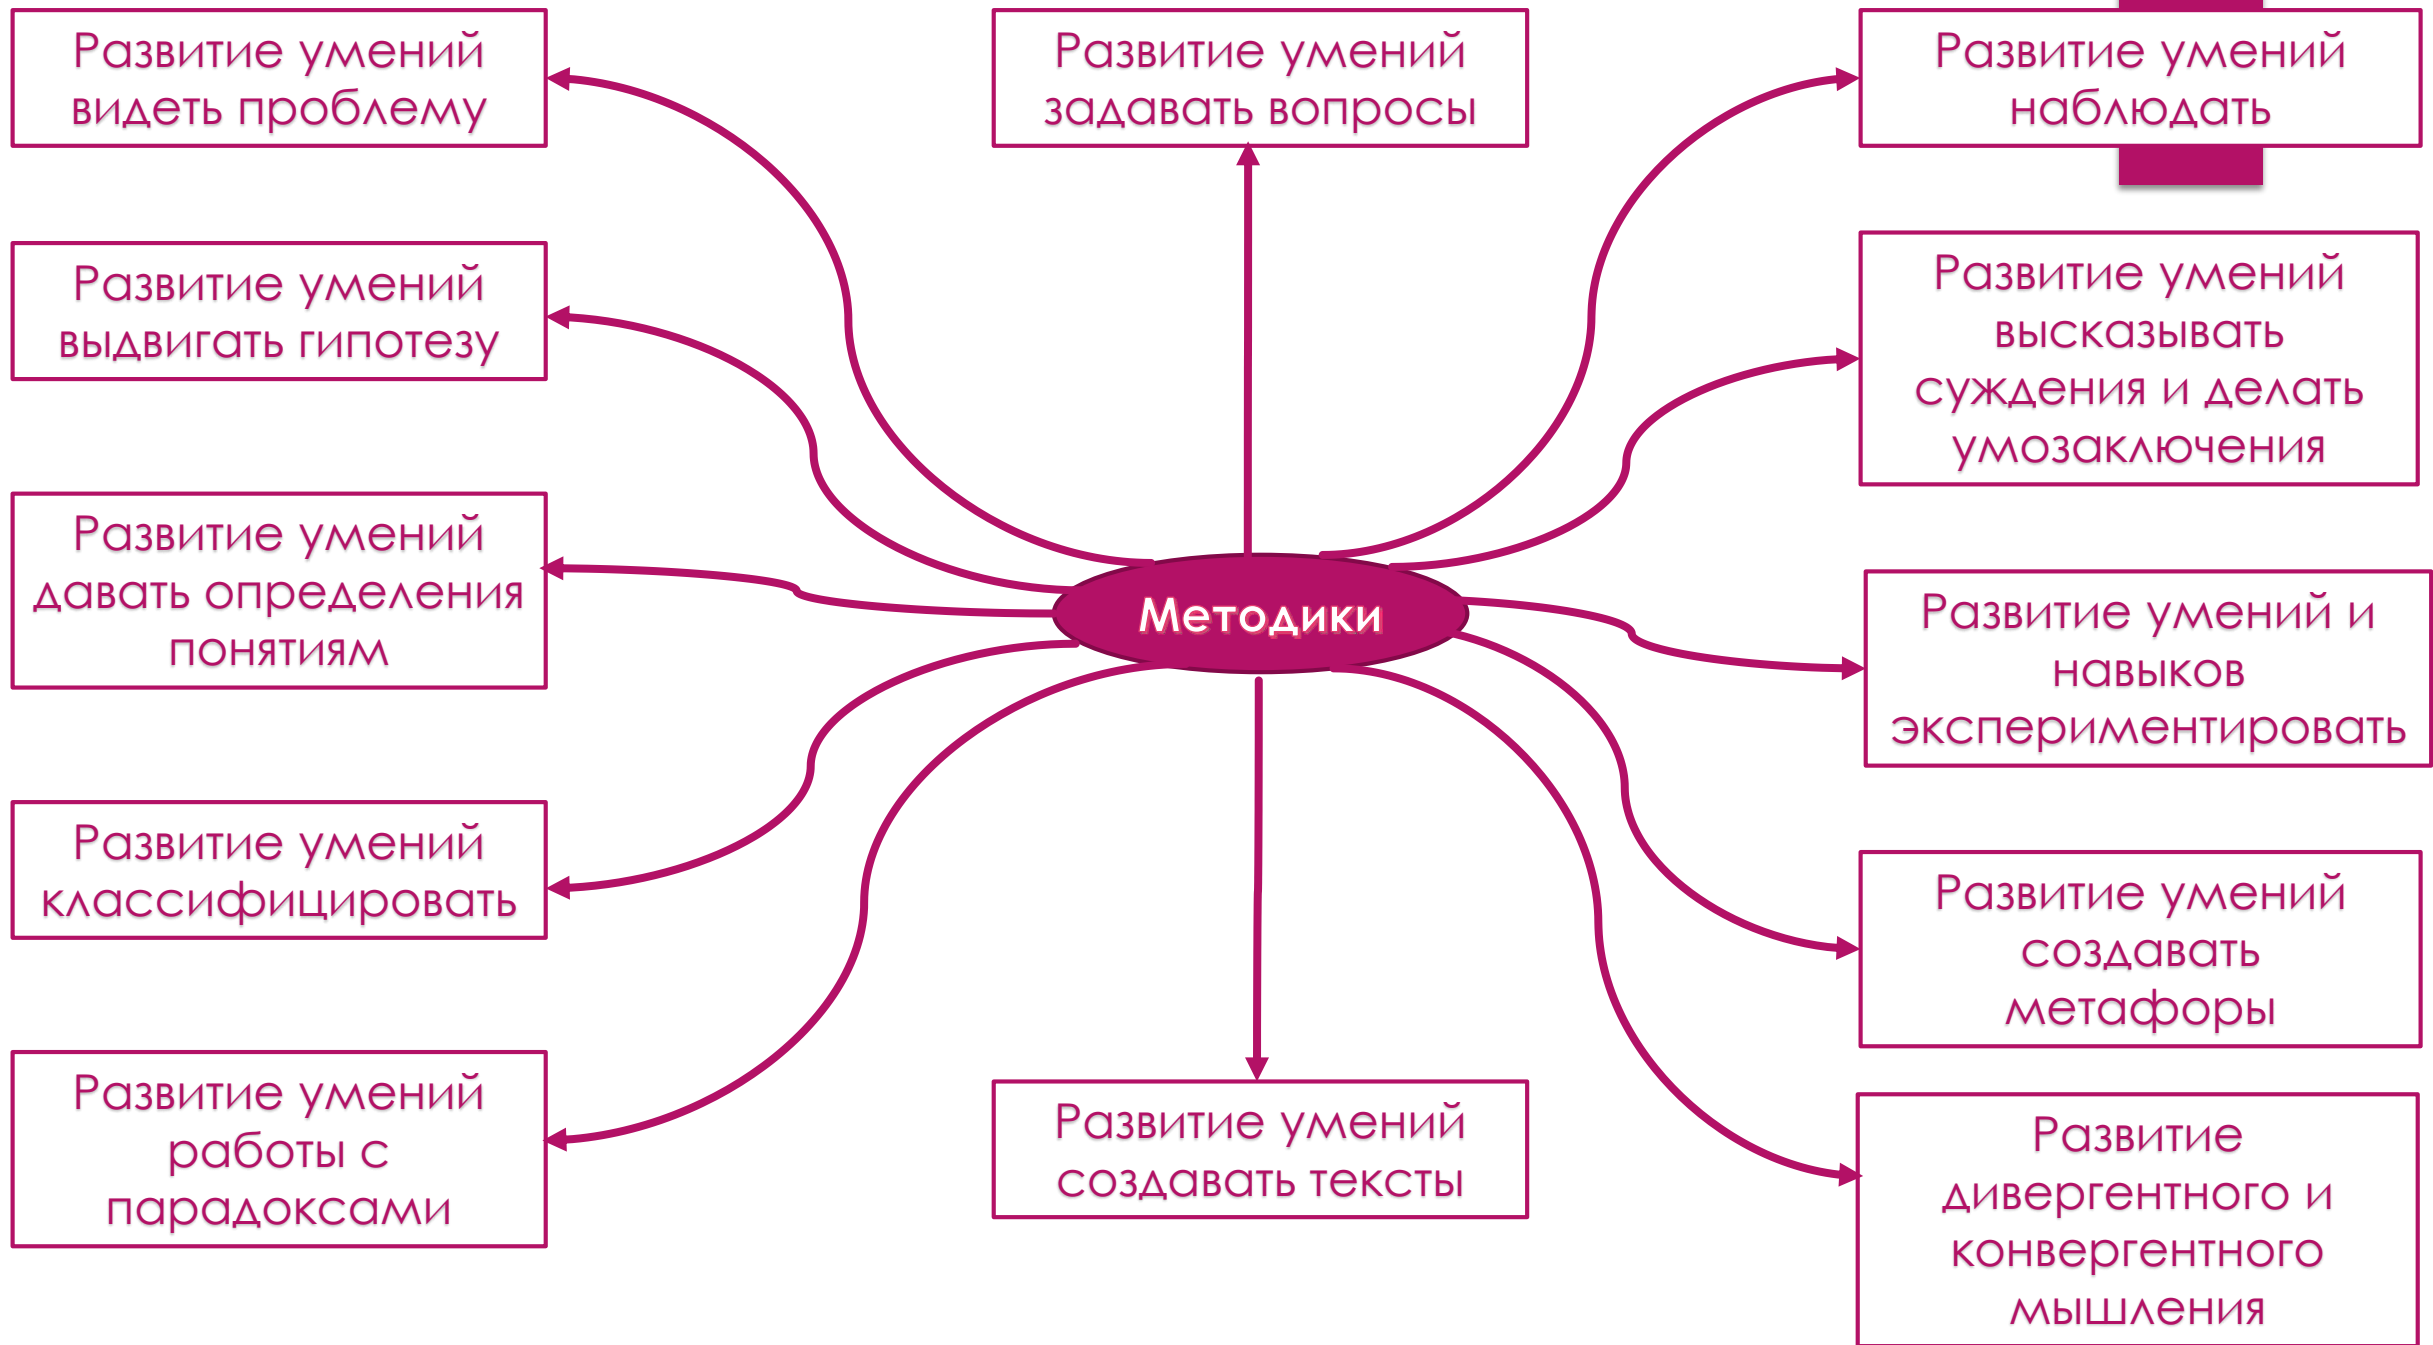 Развитие умений
видеть проблему
Развитие умений
задавать вопросы
Развитие умений
наблюдать
Развитие умений
выдвигать гипотезу
Развитие умений
высказывать
суждения и делать
умозаключения
Развитие умений
давать определения
понятиям
Методики
Развитие умений и
навыков
экспериментировать
Развитие умений
классифицировать
Развитие умений
создавать
метафоры
Развитие умений
работы с
парадоксами
Развитие умений
создавать тексты
Развитие
дивергентного и
конвергентного
мышления